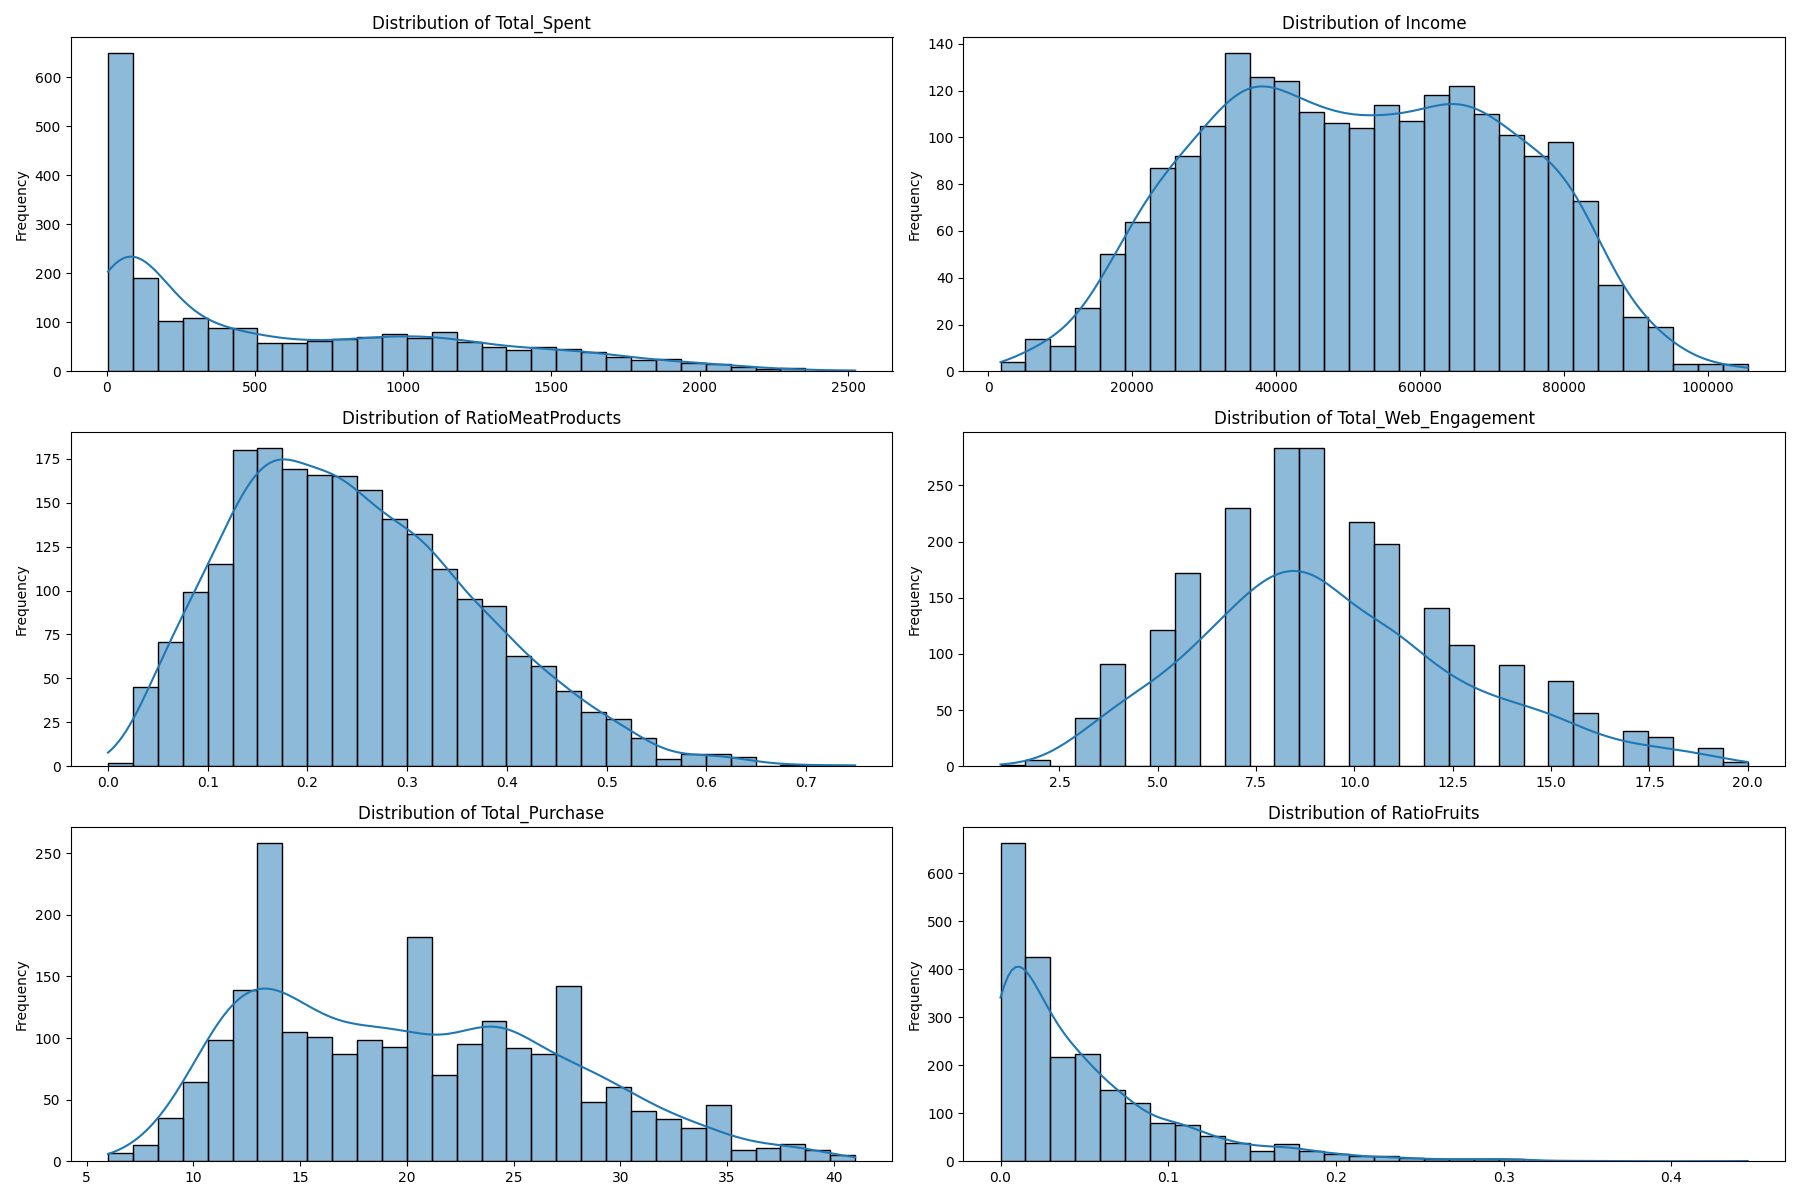 Distribution of Total_Spent
Frequency
600
500
400
300
200
100
0
0 500 1000 1500 2000 2500
Distribution of Income
Frequency
140
120
100
80
60
40
20
0
0 20000 40000 60000 80000 100000
Distribution of RatioMeatProducts
Frequency
175
150
125
100
75
50
25
0
0.0 0.1 0.2 0.3 0.4 0.5 0.6 0.7
Distribution of Total_Web_Engagement
Frequency
250
200
150
100
50
0
2.5 5.0 7.5 10.0 12.5 15.0 17.5 20.0
Distribution of Total_Purchase
Frequency
250
200
150
100
50
0
5 10 15 20 25 30 35 40
Distribution of RatioFruits
Frequency
600
500
400
300
200
100
0
0.0 0.1 0.2 0.3 0.4